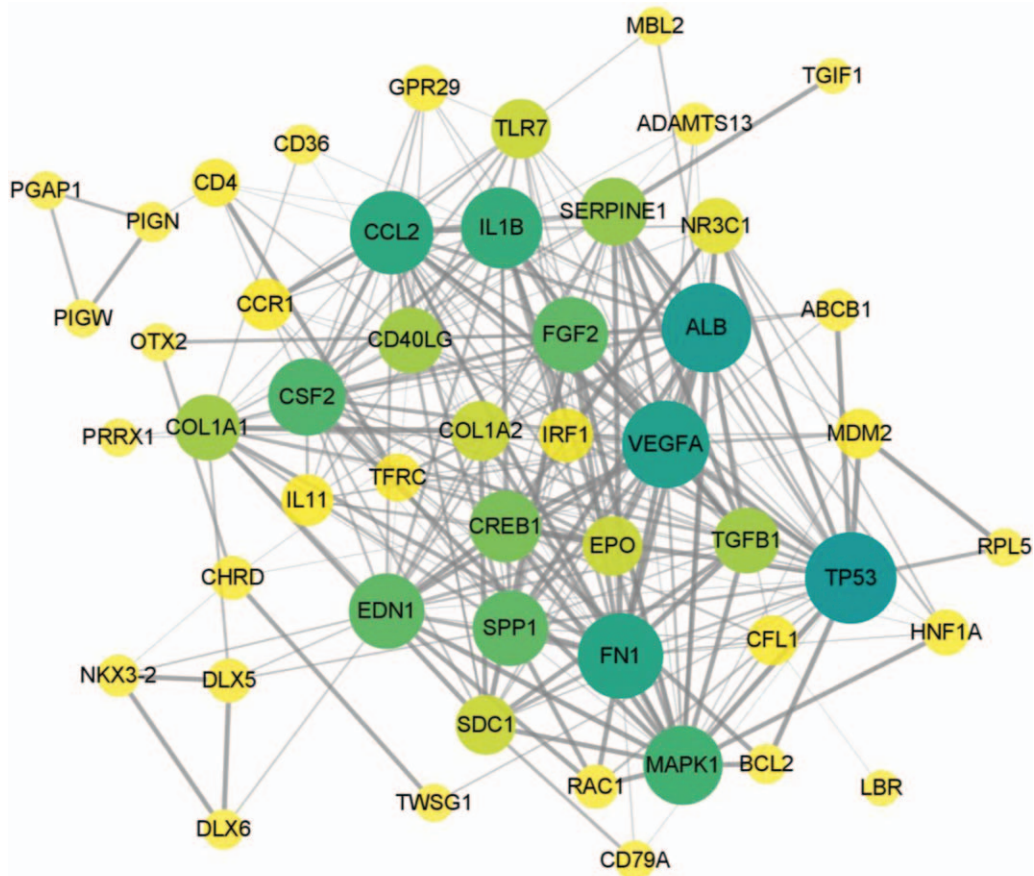 MBL2
TGIF1
GPR29
ADAMTS13
TLR7
CD36
PGAP1
CD4
PIGN
SERPINE1
NR3C1
CCL2
IL1B
CCR1
ABCB1
PIGW
ALB
OTX2
CD40LG
FGF2
CSF2
PRRX1
COL1A1
COL1A2
IRF1
VEGFA
MDM2
TFRC
IL11
CREB1
EPO
TGFB1
RPL5
CHRD
TP53
EDN1
SPP1
FN1
CFL1
HNF1A
NKX3-2
DLX5
SDC1
MAPK1
BCL2
RAC1
LBR
TWSG1
DLX6
CD79A